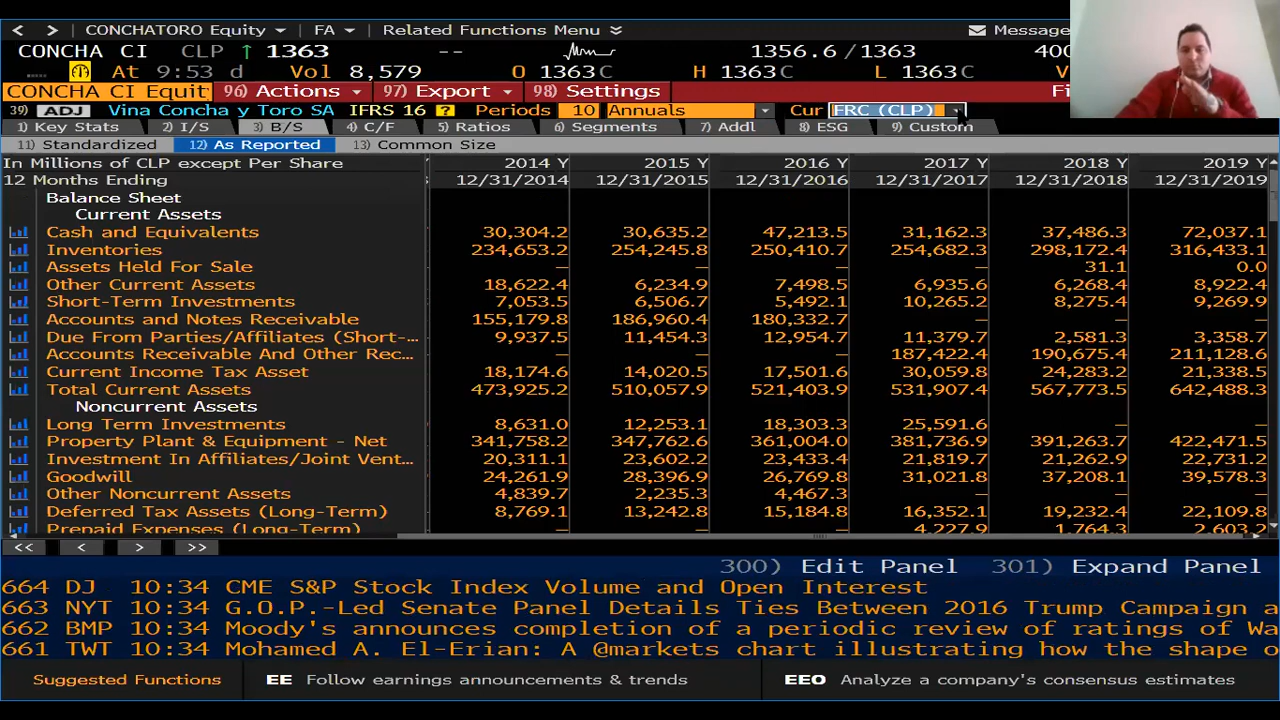 < > CONCHATORO Equity FA Related Functions Menu Message
CONCHA CI CLP ↑ 1363 -- 1356.6/1363 400
At 9:53 d Vol 8,579 O 1363C H 1363C L 1363C V
CONCHA CI Equit 96) Actions 97) Export 98) Settings Fi
39) ADJ Vina Concha y Toro SA IFRS 16 ? Periods 10 Annuals Cur FRC (CLP)
1) Key Stats 2) I/S 3) B/S 4) C/F 5) Ratios 6) Segments 7) Addl 8) ESG 9) Custom
11) Standardized 12) As Reported 13) Common Size
In Millions of CLP except Per Share 2014 Y 2015 Y 2016 Y 2017 Y 2018 Y 2019 Y
12 Months Ending 12/31/2014 12/31/2015 12/31/2016 12/31/2017 12/31/2018 12/31/2019
Balance Sheet
Current Assets
Cash and Equivalents 30,304.2 30,635.2 47,213.5 31,162.3 37,486.3 72,037.1
Inventories 234,653.2 254,245.8 250,410.7 254,682.3 298,172.4 316,433.1
Assets Held For Sale — — — — 31.1 0.0
Other Current Assets 18,622.4 6,234.9 7,498.5 6,935.6 6,268.4 8,922.4
Short-Term Investments 7,053.5 6,506.7 5,492.1 10,265.2 8,275.4 9,269.9
Accounts and Notes Receivable 155,179.8 186,960.4 180,332.7 — — —
Due From Parties/Affiliates (Short-... 9,937.5 11,454.3 12,954.7 11,379.7 2,581.3 3,358.7
Accounts Receivable And Other Rec... — — — 187,422.4 190,675.4 211,128.6
Current Income Tax Asset 18,174.6 14,020.5 17,501.6 30,059.8 24,283.2 21,338.5
Total Current Assets 473,925.2 510,057.9 521,403.9 531,907.4 567,773.5 642,488.3
Noncurrent Assets
Long Term Investments 8,631.0 12,253.1 18,303.3 25,591.6 — —
Property Plant & Equipment - Net 341,758.2 347,762.6 361,004.0 381,736.9 391,263.7 422,471.5
Investment In Affiliates/Joint Vent... 20,311.1 23,602.2 23,433.4 21,819.7 21,262.9 22,731.2
Goodwill 24,261.9 28,396.9 26,769.8 31,021.8 37,208.1 39,578.3
Other Noncurrent Assets 4,839.7 2,235.3 4,467.3 — — —
Deferred Tax Assets (Long-Term) 8,769.1 13,242.8 15,184.8 16,352.1 19,232.4 22,109.8
Prepaid Expenses (Long-Term) — — — 4,227.9 1,764.3 2,603.2
<< < > >>
300) Edit Panel 301) Expand Panel
664 DJ 10:34 CME S&P Stock Index Volume and Open Interest
663 NYT 10:34 G.O.P.-Led Senate Panel Details Ties Between 2016 Trump Campaign a
662 BMP 10:34 Moody's announces completion of a periodic review of ratings of Wa
661 TWT 10:34 Mohamed A. El-Erian: A @markets chart illustrating how the shape o
Suggested Functions EE Follow earnings announcements & trends EEO Analyze a company's consensus estimates